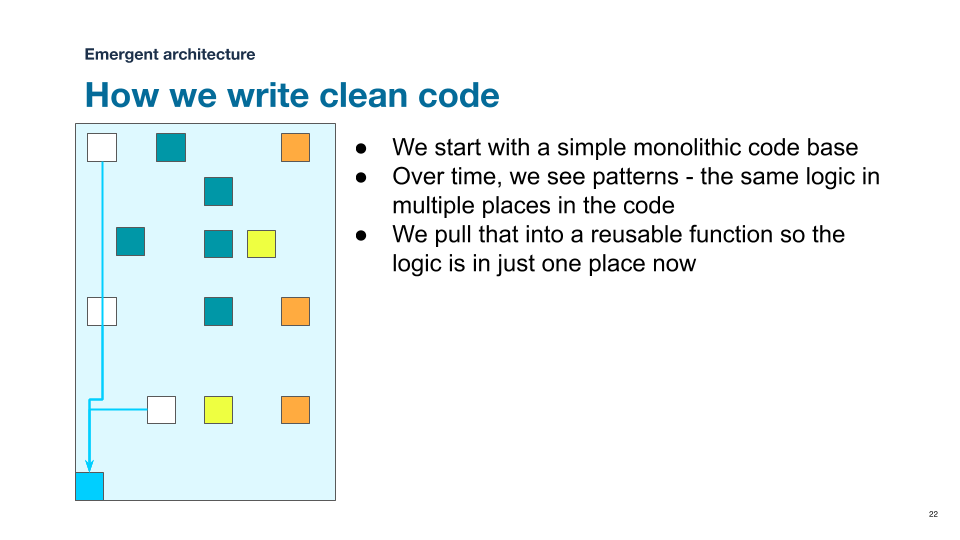 Emergent architecture
How we write clean code
● We start with a simple monolithic code base
● Over time, we see patterns - the same logic in
multiple places in the code
● We pull that into a reusable function so the
logic is in just one place now
22